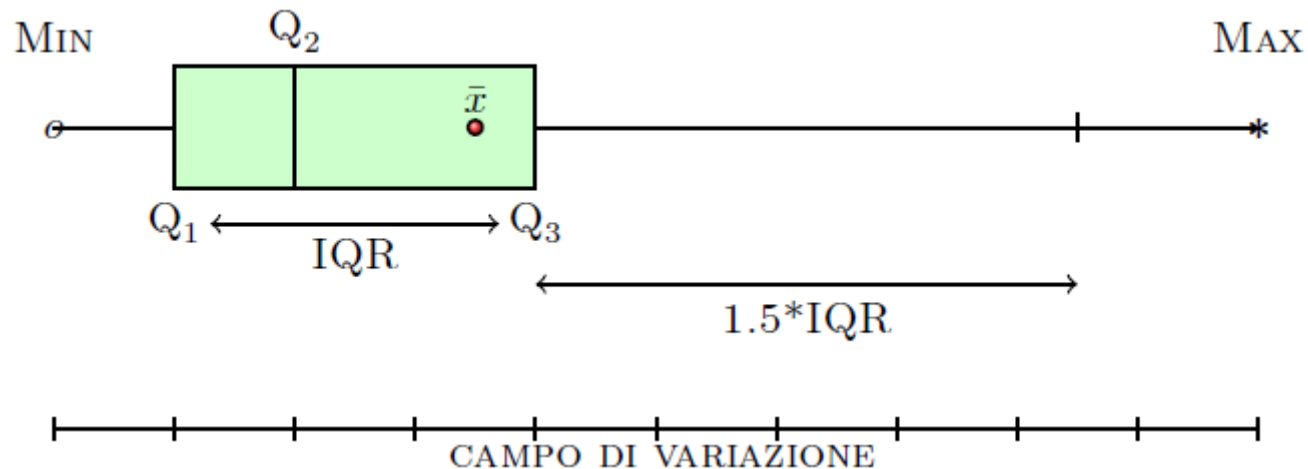 MIN Q₂ MAX
x̄
o *
Q₁ Q₃
IQR
1.5*IQR
CAMPO DI VARIAZIONE